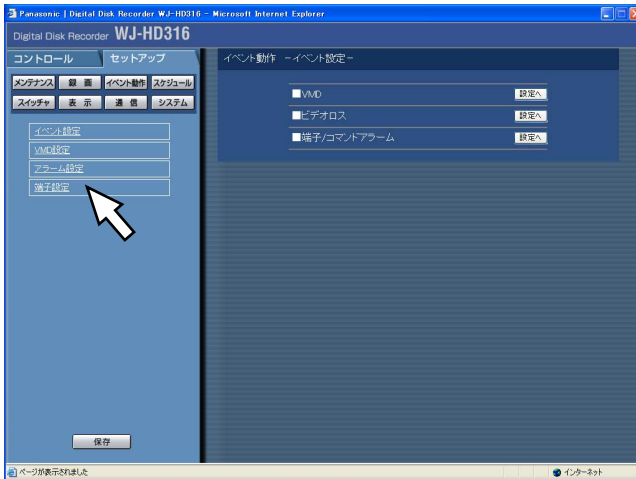 Panasonic | Digital Disk Recorder WJ-HD316 - Microsoft Internet Explorer
Digital Disk Recorder WJ-HD316
コントロール セットアップ
メンテナンス 録 画 イベント動作 スケジュール
スイッチャ 表 示 通 信 システム
イベント設定
VMD設定
アラーム設定
端子設定
保存
イベント動作 －イベント設定－
VMD 設定へ
ビデオロス 設定へ
端子/コマンドアラーム 設定へ
ページが表示されました インターネット